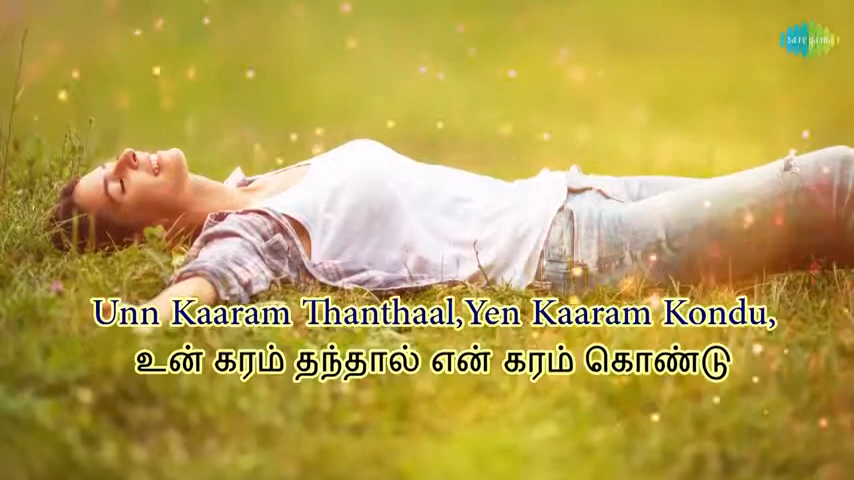 Unn Kaaram Thanthaal,Yen Kaaram Kondu,
உன் கரம் தந்தால் என் கரம் கொண்டு